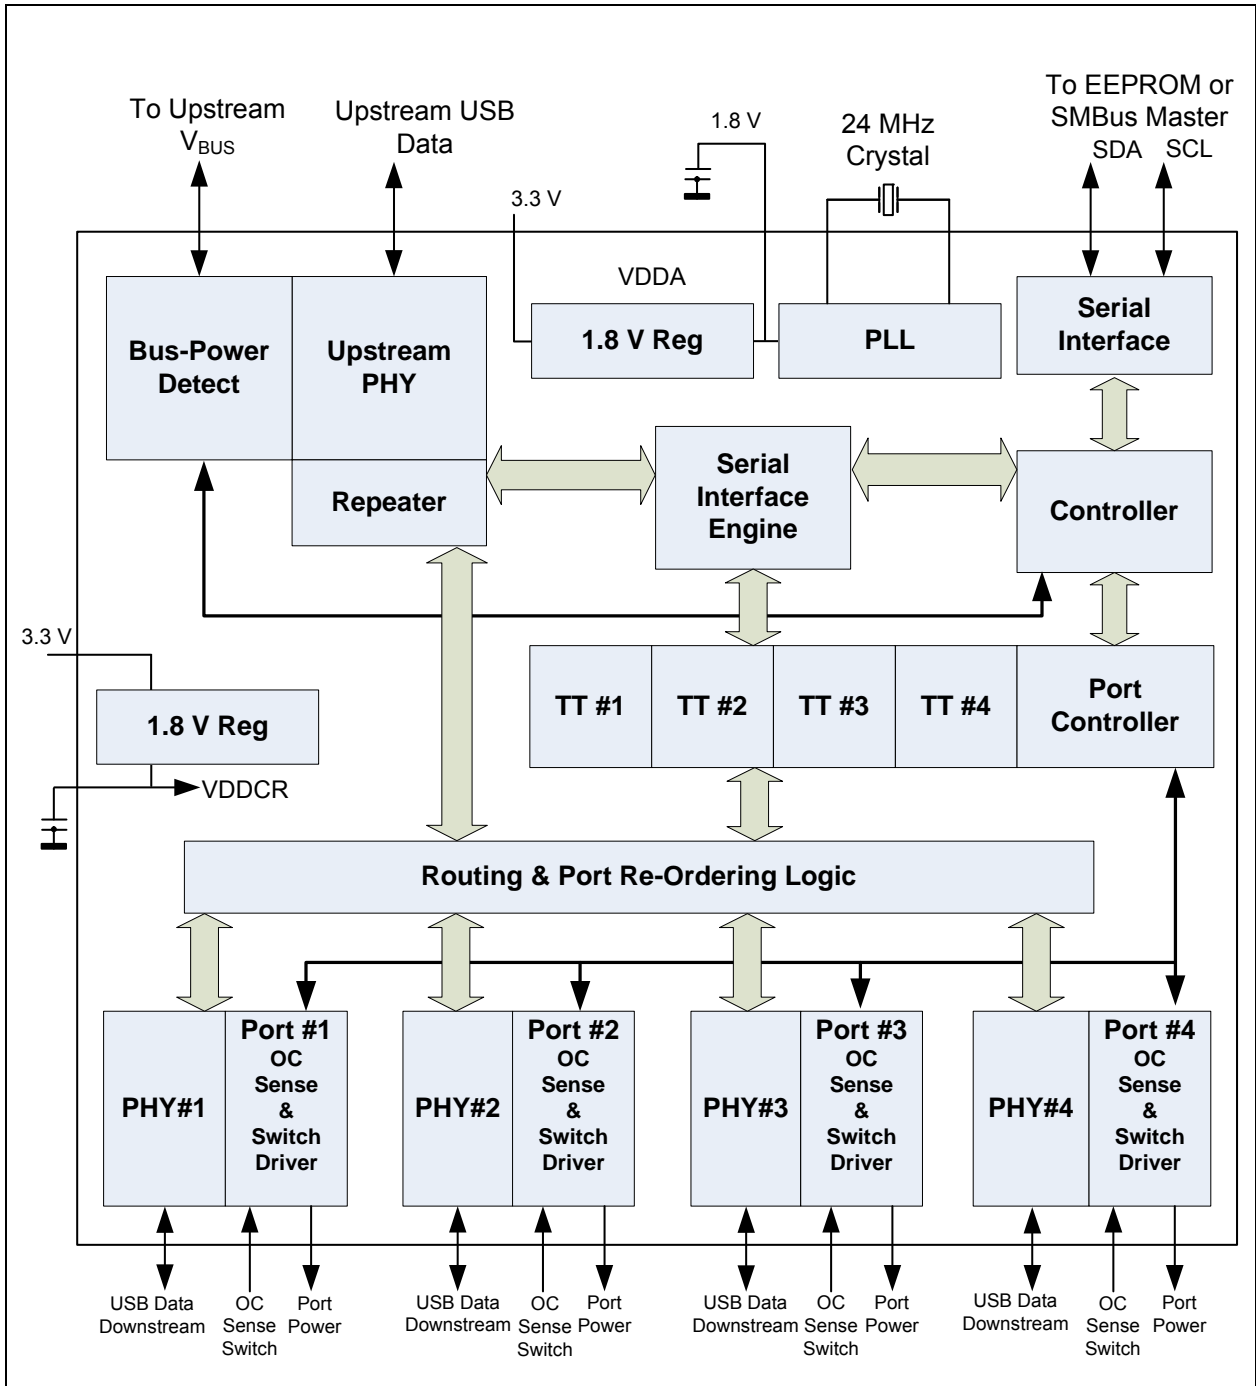 To Upstream
VBUS
Upstream USB
Data
1.8 V
24 MHz
Crystal
To EEPROM or
SMBus Master
SDA SCL
3.3 V
VDDA
Bus-Power
Detect
Upstream
PHY
1.8 V Reg
PLL
Serial
Interface
Repeater
Serial
Interface
Engine
Controller
3.3 V
1.8 V Reg
VDDCR
TT #1
TT #2
TT #3
TT #4
Port
Controller
Routing & Port Re-Ordering Logic
PHY#1
Port #1
OC
Sense
&
Switch
Driver
PHY#2
Port #2
OC
Sense
&
Switch
Driver
PHY#3
Port #3
OC
Sense
&
Switch
Driver
PHY#4
Port #4
OC
Sense
&
Switch
Driver
USB Data
Downstream
OC
Sense
Switch
Port
Power
USB Data
Downstream
OC
Sense
Switch
Port
Power
USB Data
Downstream
OC
Sense
Switch
Port
Power
USB Data
Downstream
OC
Sense
Switch
Port
Power